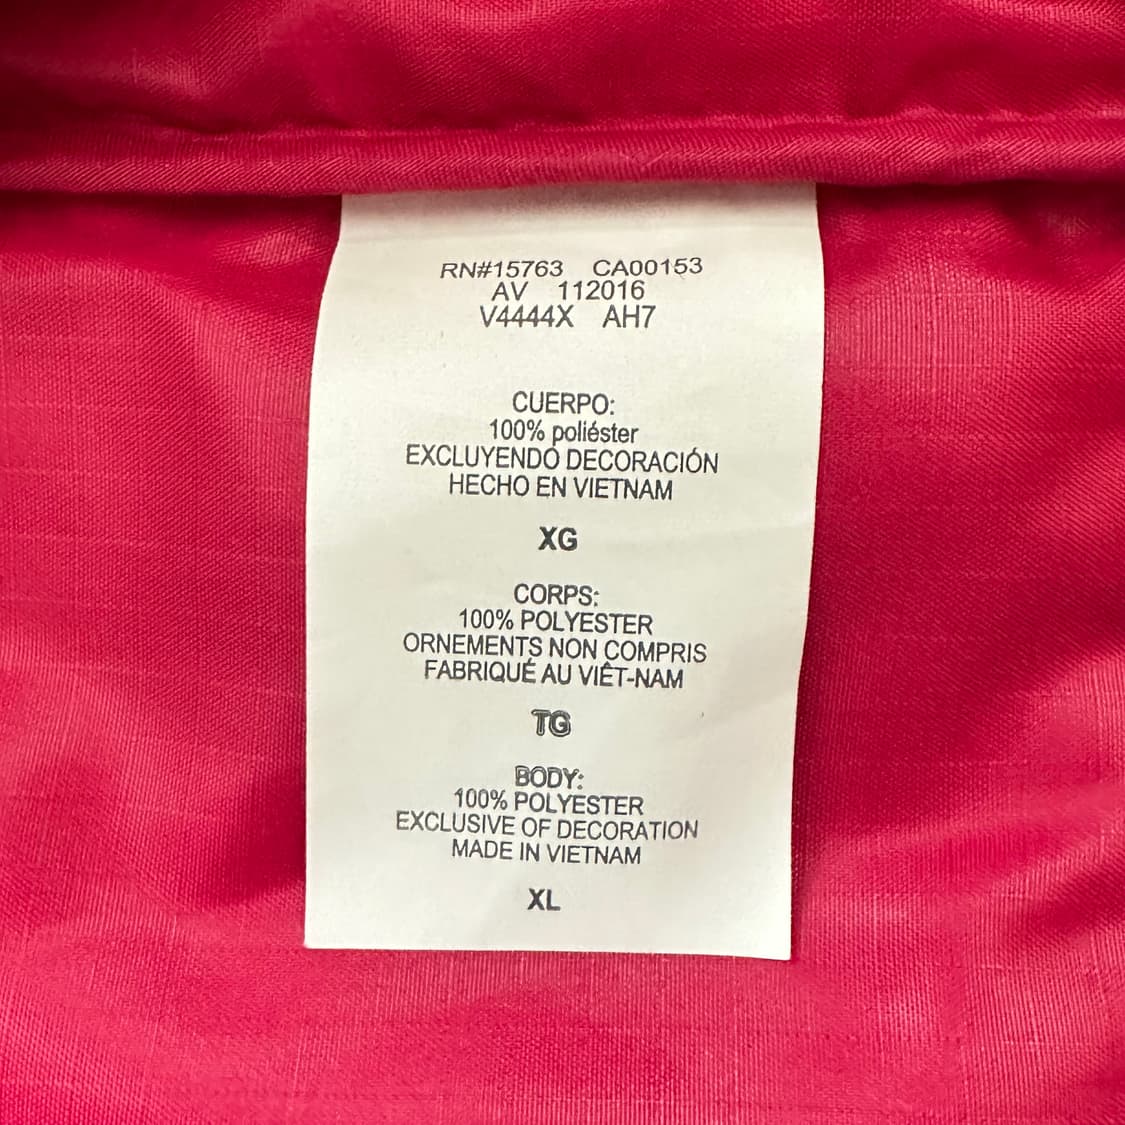 RN#15763 CA00153
AV 112016
V4444X AH7
CUERPO:
100% poliéster
EXCLUYENDO DECORACIÓN
HECHO EN VIETNAM
XG
CORPS:
100% POLYESTER
ORNEMENTS NON COMPRIS
FABRIQUÉ AU VIÊT-NAM
TG
BODY:
100% POLYESTER
EXCLUSIVE OF DECORATION
MADE IN VIETNAM
XL